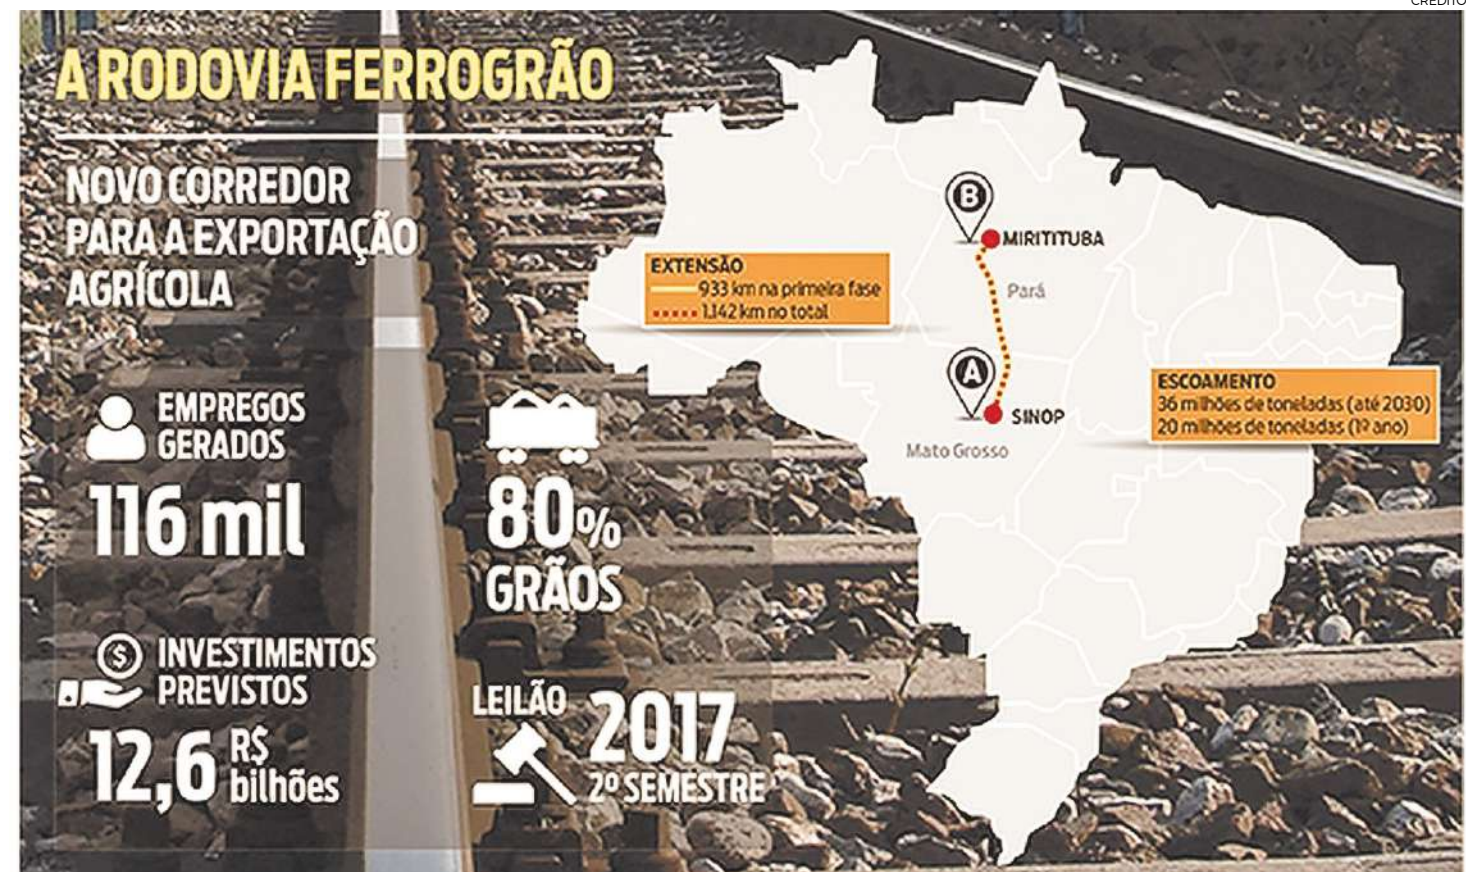 CRÉDITO
A RODOVIA FERROGRÃO
NOVO CORREDOR
PARA A EXPORTAÇÃO
AGRÍCOLA
EMPREGOS
GERADOS
116 mil
80%
GRÃOS
INVESTIMENTOS
PREVISTOS
12,6 R$
bilhões
LEILÃO
2017
2º SEMESTRE
B
MIRITITUBA
Pará
EXTENSÃO
933 km na primeira fase
1.142 km no total
A
SINOP
Mato Grosso
ESCOAMENTO
36 milhões de toneladas (até 2030)
20 milhões de toneladas (1º ano)